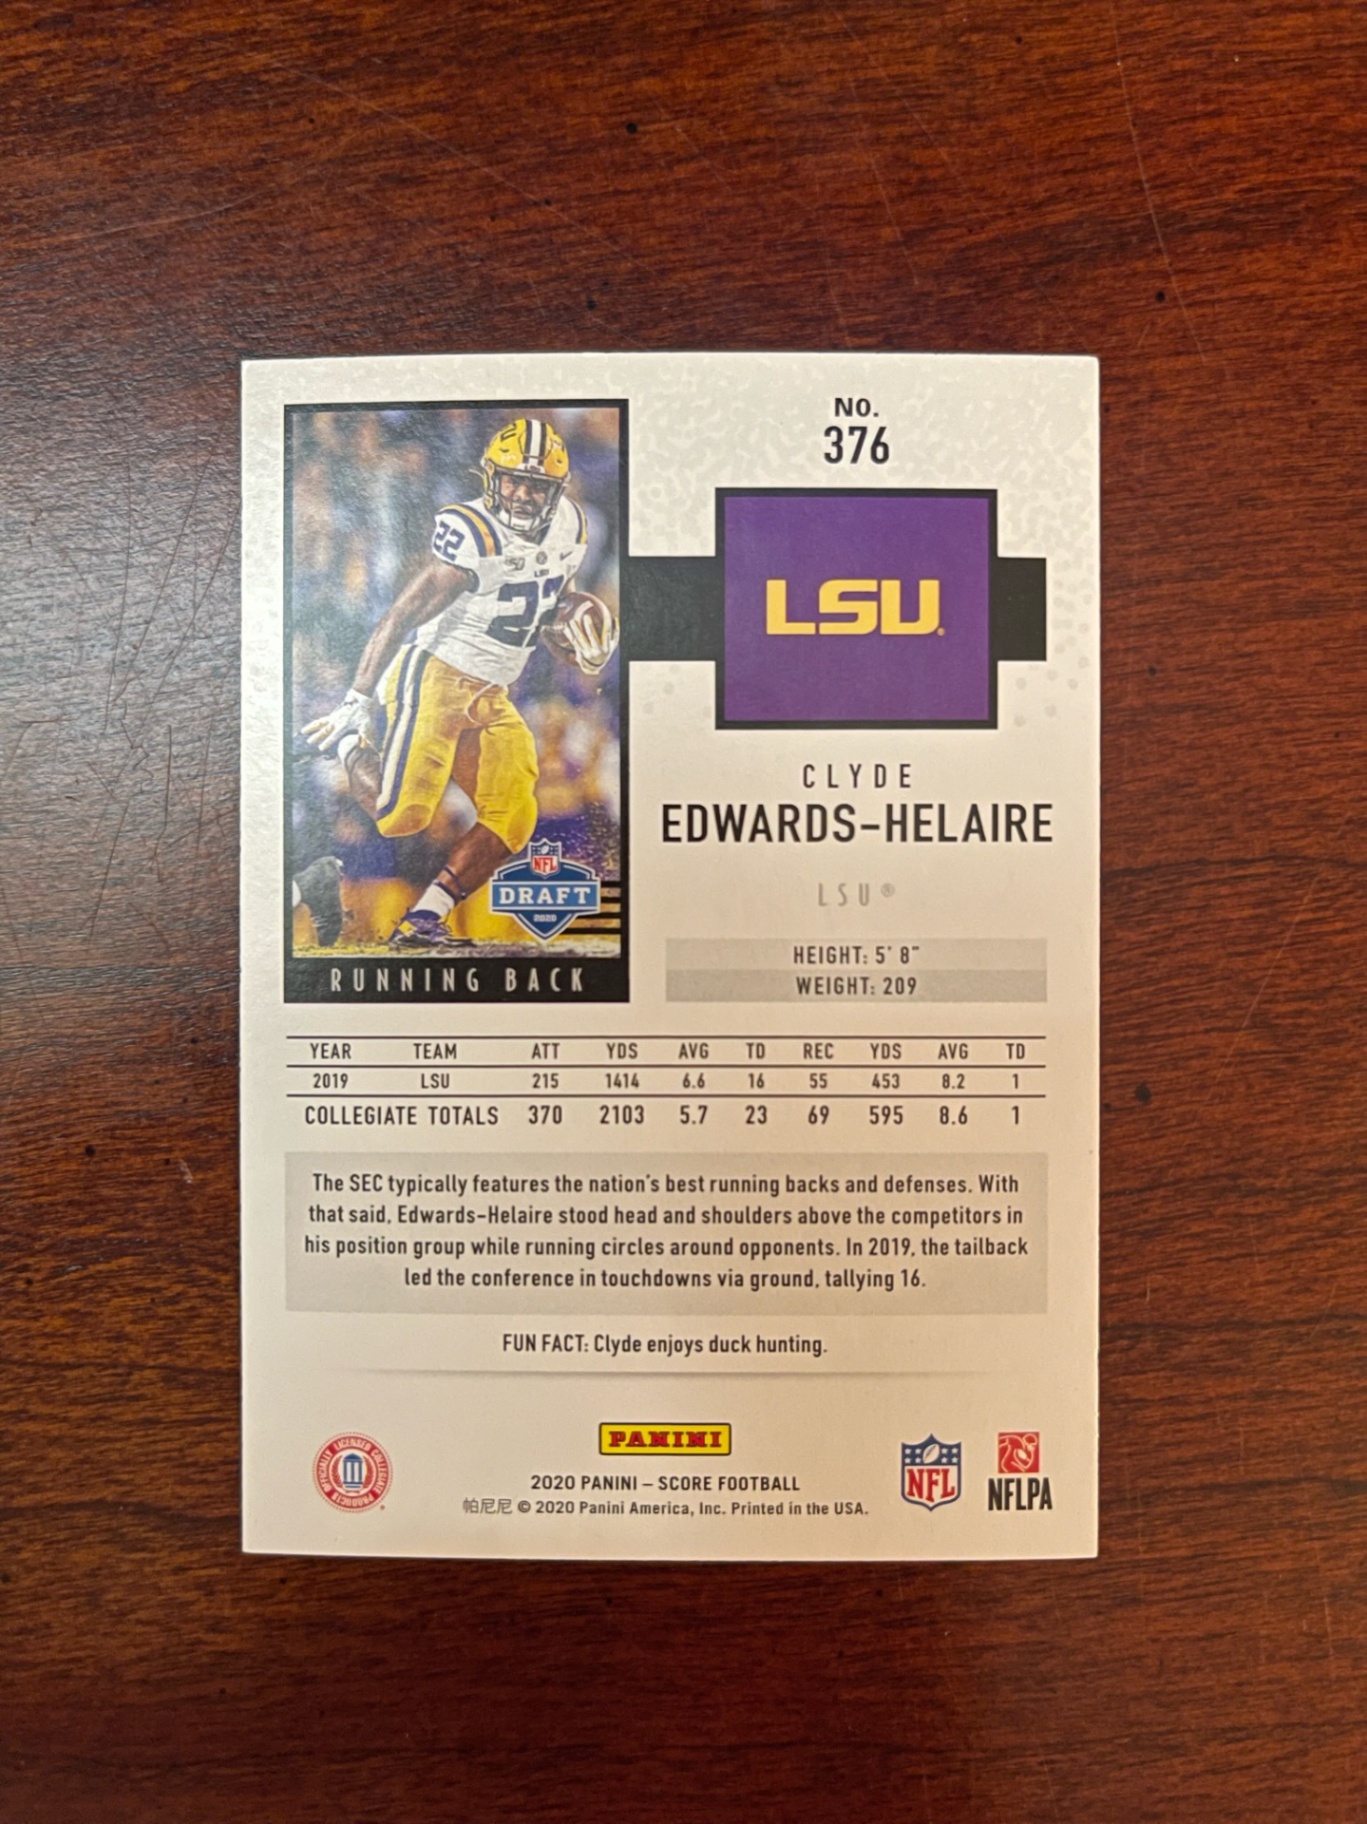 NO.
376
22
22
LSU
LSU
CLYDE
EDWARDS-HELAIRE
LSU®
NFL
DRAFT
2020
RUNNING BACK
HEIGHT: 5' 8"
WEIGHT: 209
YEAR TEAM ATT YDS AVG TD REC YDS AVG TD
2019 LSU 215 1414 6.6 16 55 453 8.2 1
COLLEGIATE TOTALS 370 2103 5.7 23 69 595 8.6 1
The SEC typically features the nation's best running backs and defenses. With
that said, Edwards-Helaire stood head and shoulders above the competitors in
his position group while running circles around opponents. In 2019, the tailback
led the conference in touchdowns via ground, tallying 16.
FUN FACT: Clyde enjoys duck hunting.
OFFICIALLY LICENSED COLLEGIATE PRODUCTS
PANINI
2020 PANINI – SCORE FOOTBALL
帕尼尼 © 2020 Panini America, Inc. Printed in the USA.
NFL
NFLPA